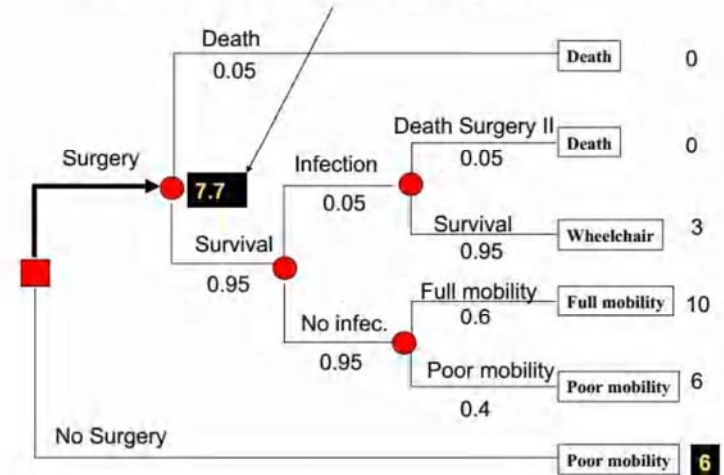 Death
0.05
Death
0
Death Surgery II
0.05
Death
0
Surgery
7.7
Infection
0.05
Survival
0.95
Wheelchair
3
Survival
0.95
Full mobility
0.6
Full mobility
10
No infec.
0.95
Poor mobility
0.4
Poor mobility
6
No Surgery
Poor mobility
6